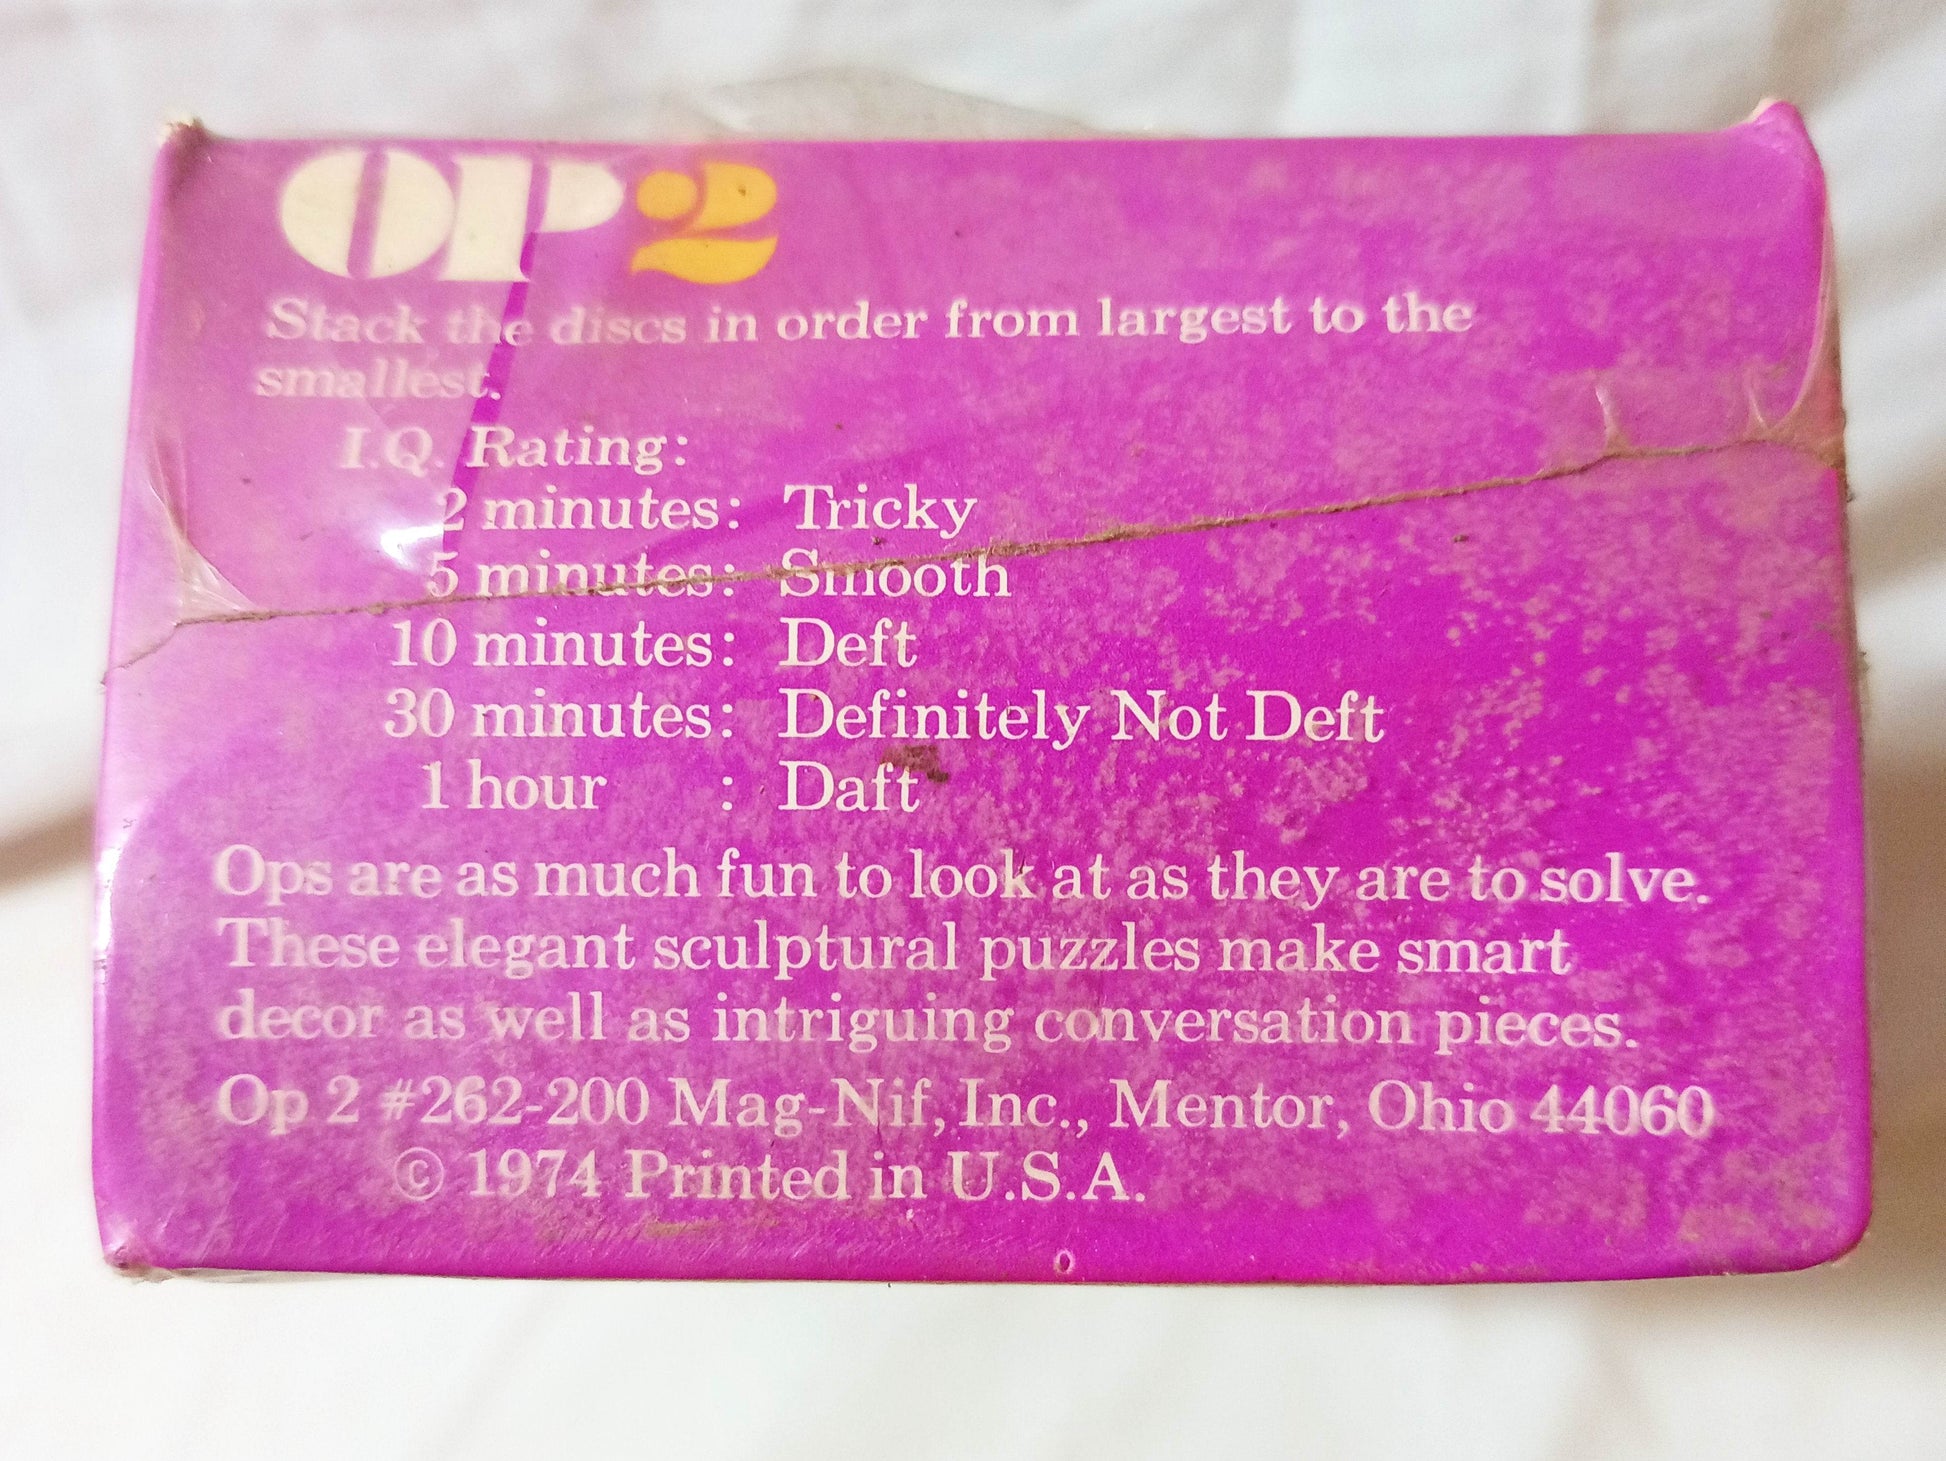 OP2
Stack the discs in order from largest to the
smallest.
I.Q. Rating:
2 minutes: Tricky
5 minutes: Smooth
10 minutes: Deft
30 minutes: Definitely Not Deft
1 hour : Daft
Ops are as much fun to look at as they are to solve.
These elegant sculptural puzzles make smart
decor as well as intriguing conversation pieces.
Op 2 #262-200 Mag-Nif, Inc., Mentor, Ohio 44060
© 1974 Printed in U.S.A.